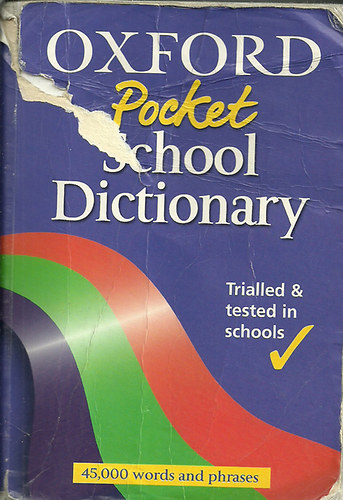 OXFORD
Pocket
School
Dictionary
Trialled &
tested in
schools
45,000 words and phrases